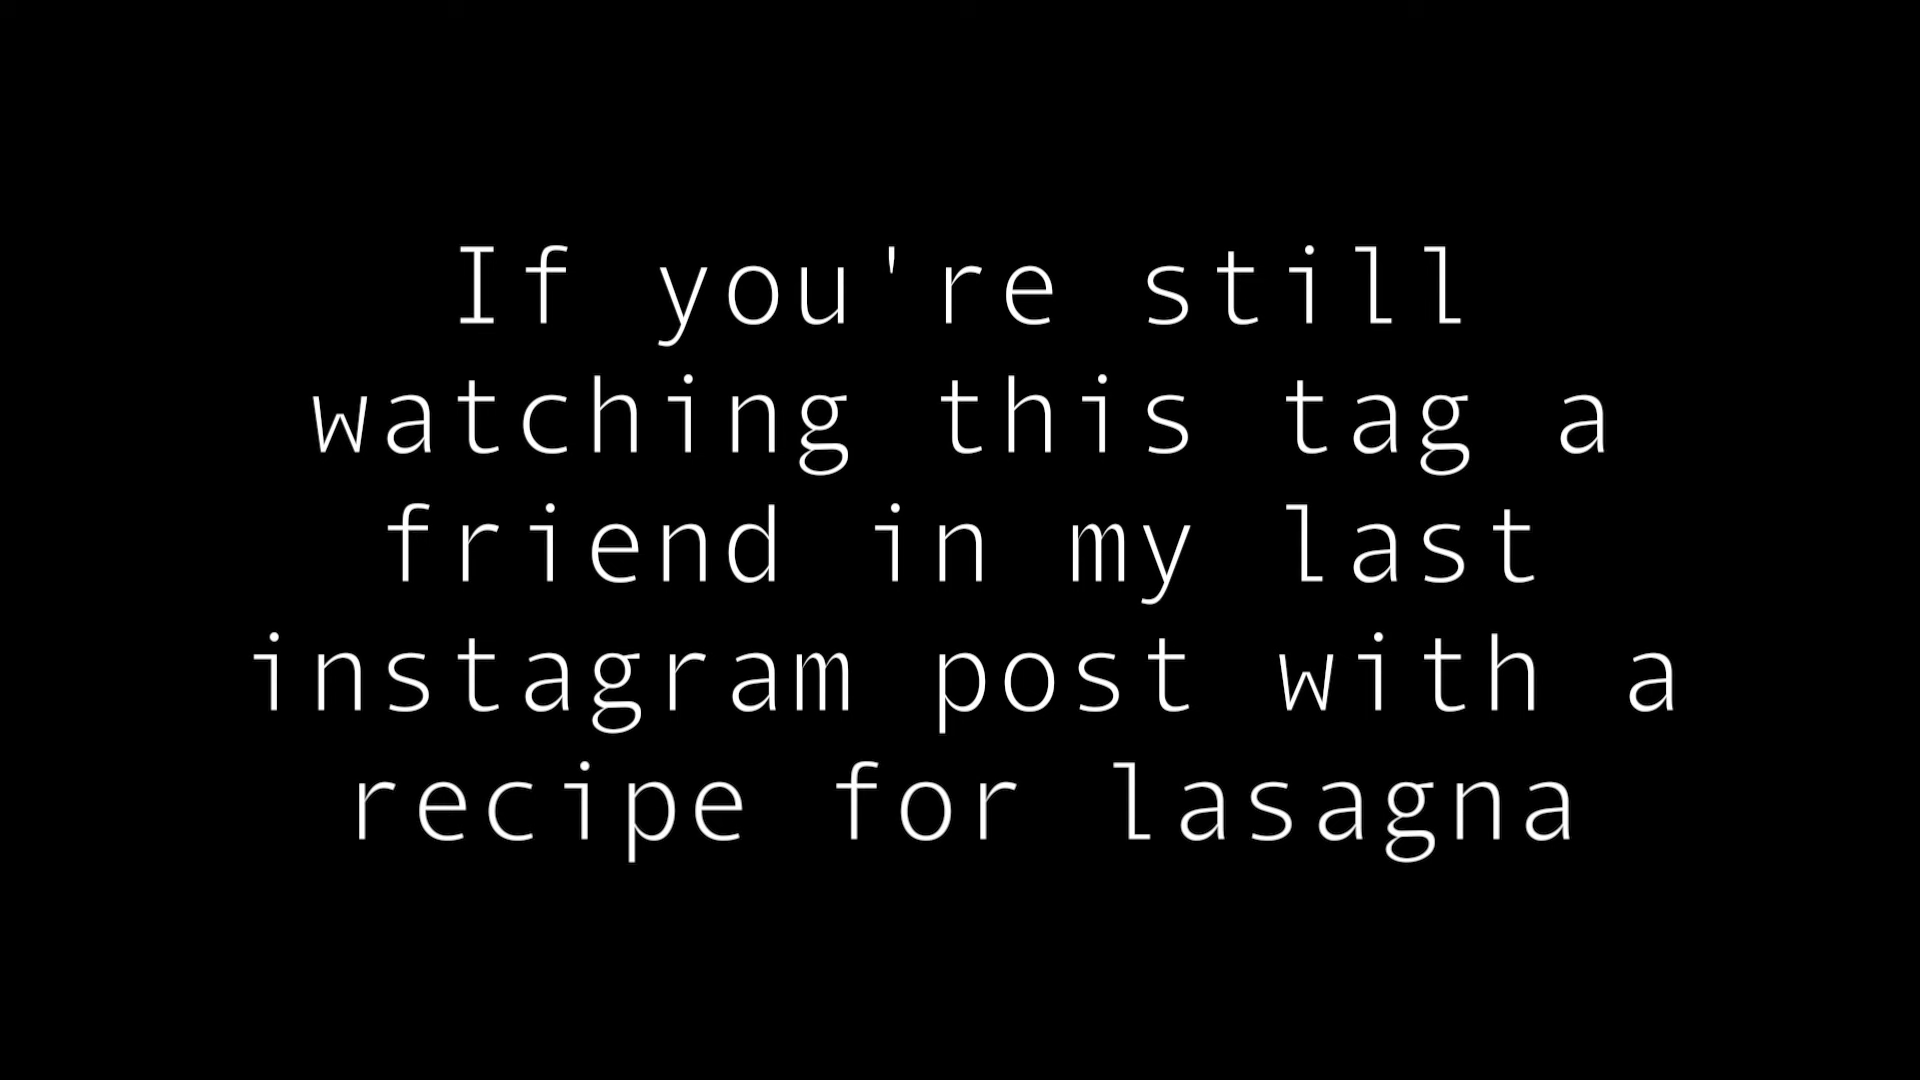 If you're still
watching this tag a
friend in my last
instagram post with a
recipe for lasagna